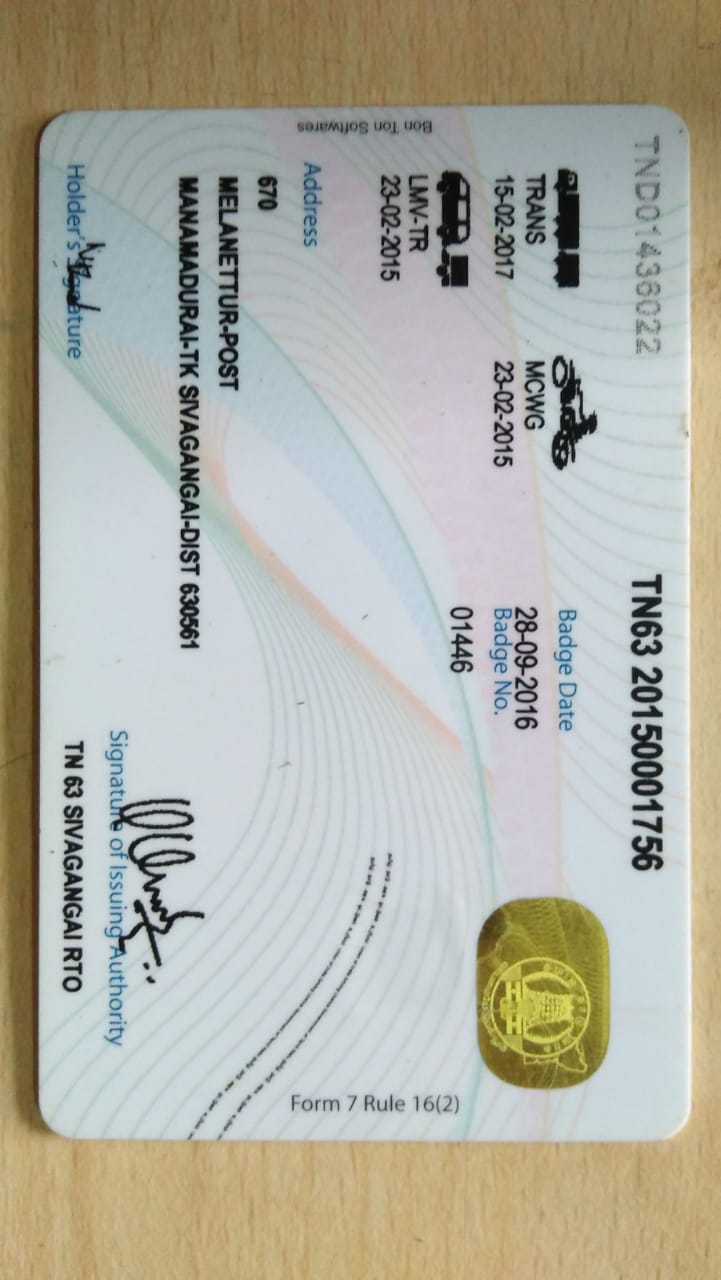 TND01436022
TN63 20150001756
TRANS
15-02-2017
MCWG
23-02-2015
Badge Date
28-09-2016
Badge No.
01446
LMV-TR
23-02-2015
Bon Ton Softwares
Address
670
MELANETTUR-POST
MANAMADURAI-TK SIVAGANGAI-DIST 630561
Form 7 Rule 16(2)
Holder's Signature
Signature of Issuing Authority
TN 63 SIVAGANGAI RTO